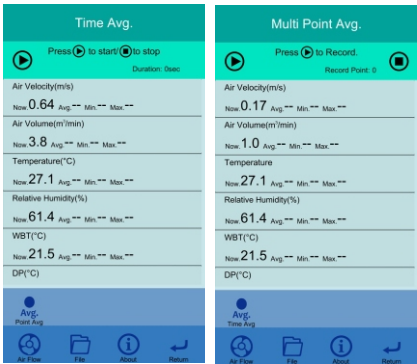 Time Avg.
Press to start/ to stop
Duration: 0sec
Air Velocity(m/s)
Now.0.64 Avg.-- Min.-- Max.--
Air Volume(m³/min)
Now.3.8 Avg.-- Min.-- Max.--
Temperature(°C)
Now.27.1 Avg.-- Min.-- Max.--
Relative Humidity(%)
Now.61.4 Avg.-- Min.-- Max.--
WBT(°C)
Now.21.5 Avg.-- Min.-- Max.--
DP(°C)
Avg.
Point Avg
Air Flow File About Return
Multi Point Avg.
Press to Record.
Record Point: 0
Air Velocity(m/s)
Now.0.17 Avg.-- Min.-- Max.--
Air Volume(m³/min)
Now.1.0 Avg.-- Min.-- Max.--
Temperature
Now.27.1 Avg.-- Min.-- Max.--
Relative Humidity(%)
Now.61.4 Avg.-- Min.-- Max.--
WBT(°C)
Now.21.5 Avg.-- Min.-- Max.--
DP(°C)
Avg.
Time Avg
Air Flow File About Return